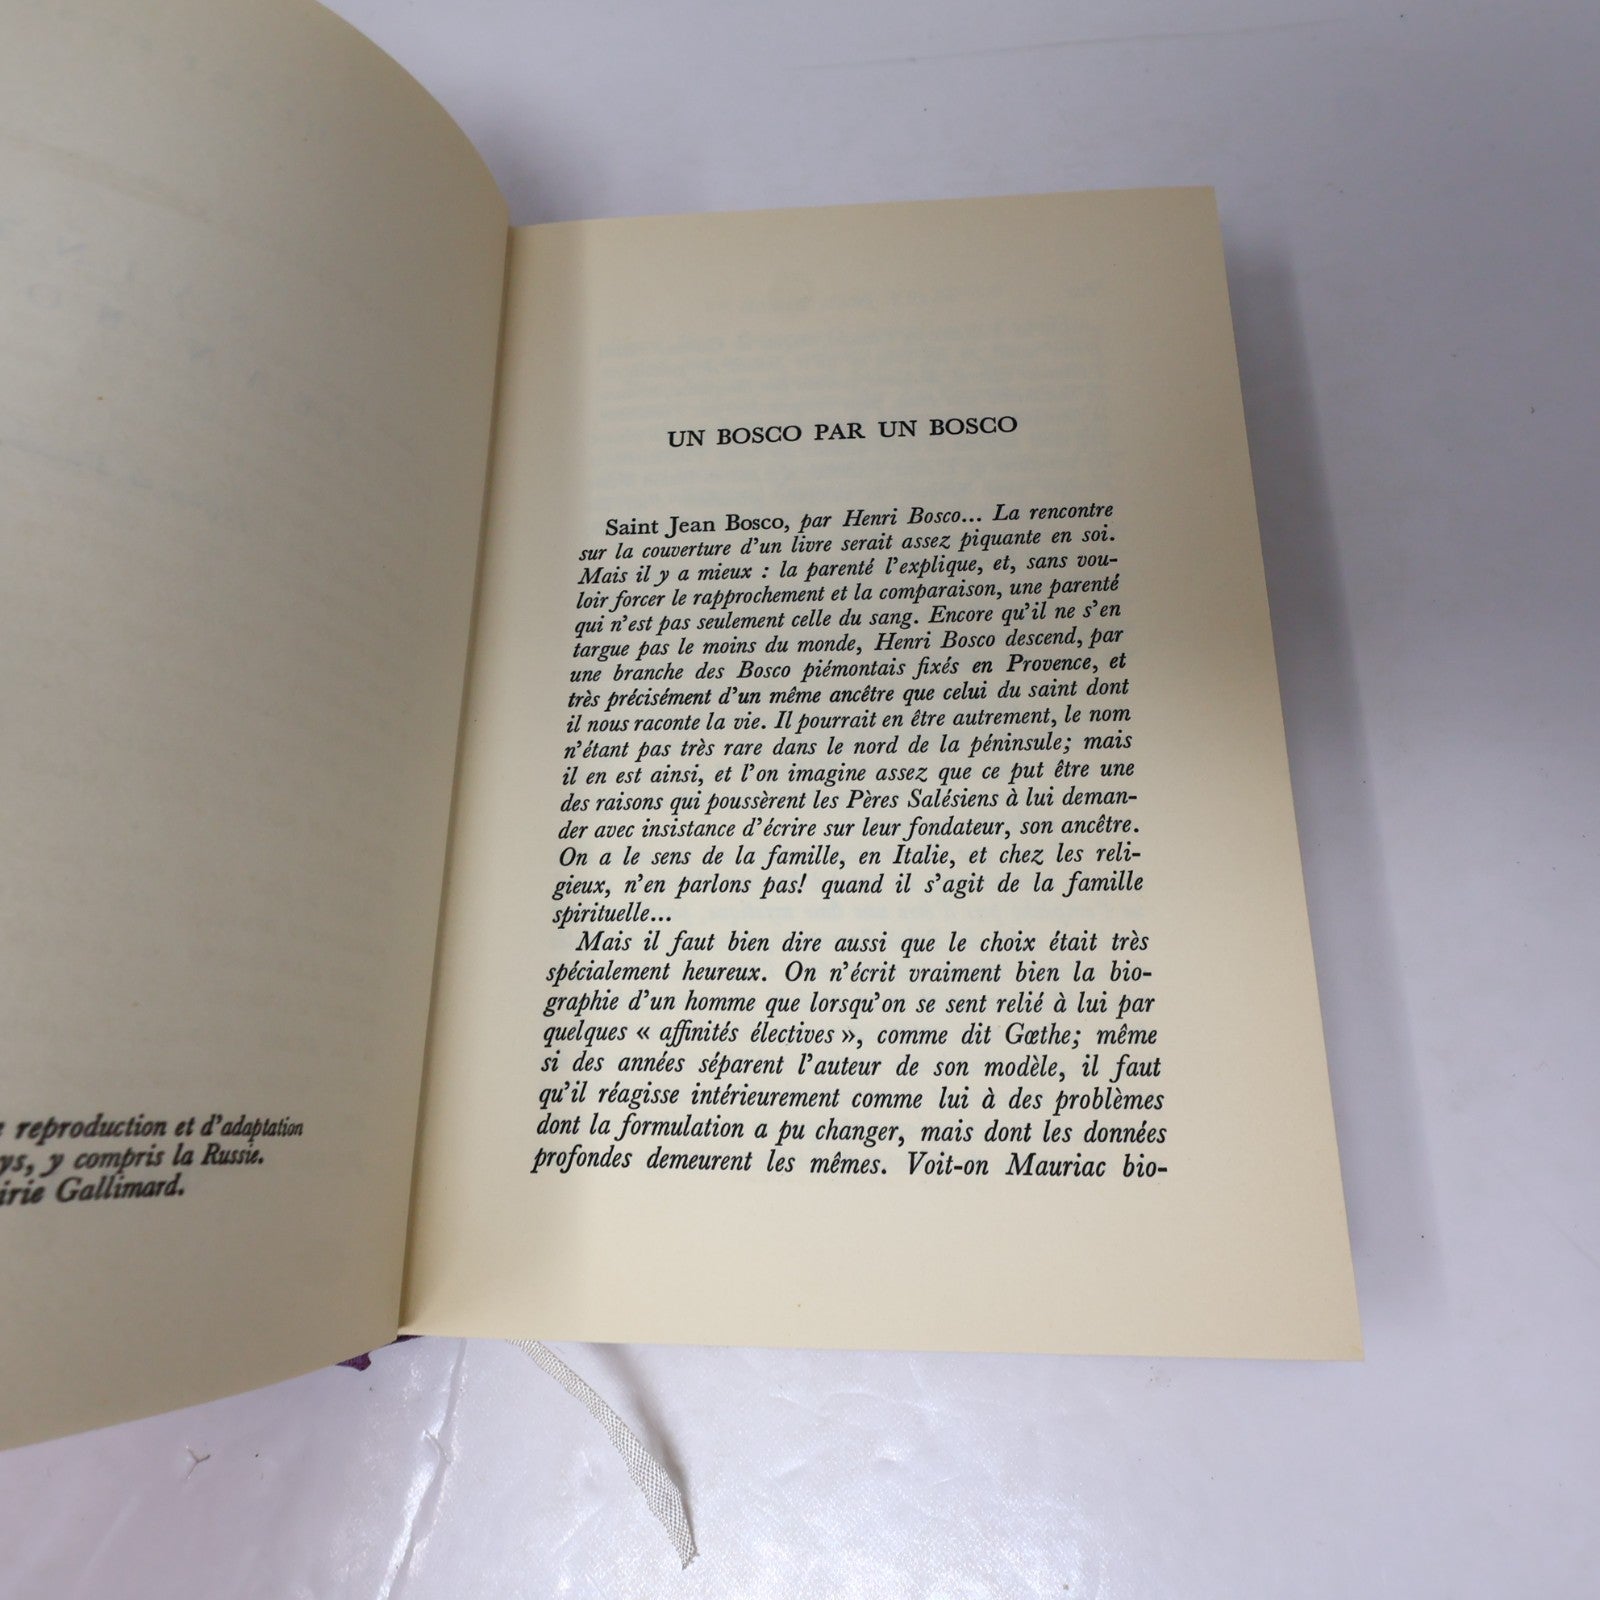 reproduction et d'adaptation
y compris la Russie.
Gallimard.
UN BOSCO PAR UN BOSCO
Saint Jean Bosco, par Henri Bosco... La rencontre
sur la couverture d'un livre serait assez piquante en soi.
Mais il y a mieux : la parenté l'explique, et, sans vou-
loir forcer le rapprochement et la comparaison, une parenté
qui n'est pas seulement celle du sang. Encore qu'il ne s'en
targue pas le moins du monde, Henri Bosco descend, par
une branche des Bosco piémontais fixés en Provence, et
très précisément d'un même ancêtre que celui du saint dont
il nous raconte la vie. Il pourrait en être autrement, le nom
n'étant pas très rare dans le nord de la péninsule; mais
il en est ainsi, et l'on imagine assez que ce put être une
des raisons qui poussèrent les Pères Salésiens à lui deman-
der avec insistance d'écrire sur leur fondateur, son ancêtre.
On a le sens de la famille, en Italie, et chez les reli-
gieux, n'en parlons pas! quand il s'agit de la famille
spirituelle...
Mais il faut bien dire aussi que le choix était très
spécialement heureux. On n'écrit vraiment bien la bio-
graphie d'un homme que lorsqu'on se sent relié à lui par
quelques « affinités électives », comme dit Gœthe; même
si des années séparent l'auteur de son modèle, il faut
qu'il réagisse intérieurement comme lui à des problèmes
dont la formulation a pu changer, mais dont les données
profondes demeurent les mêmes. Voit-on Mauriac bio-